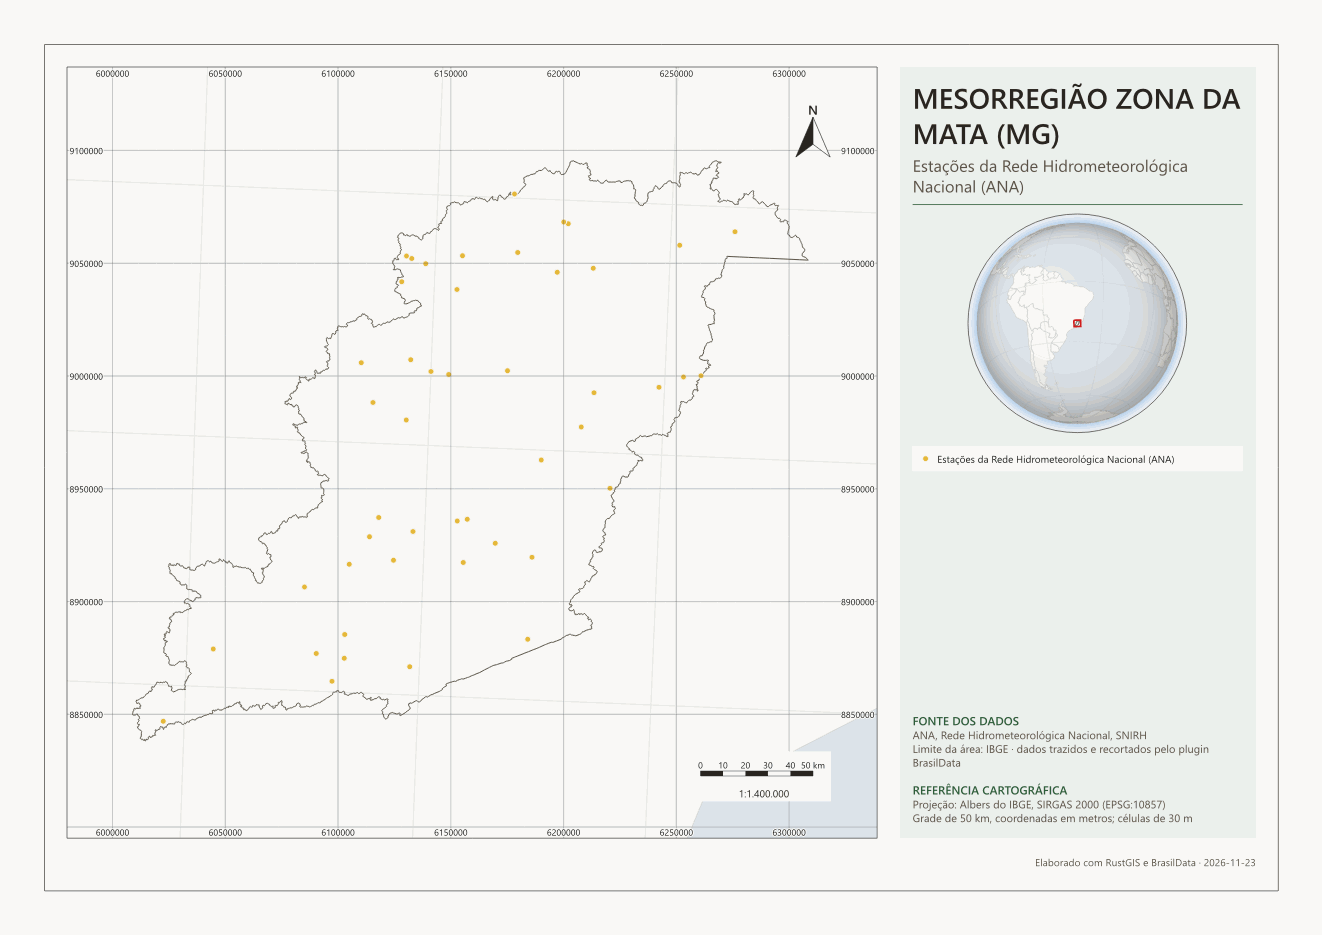 6000000 6050000 6100000 6150000 6200000 6250000 6300000
N
9100000 9100000
9050000 9050000
9000000 9000000
8950000 8950000
8900000 8900000
8850000 8850000
0 10 20 30 40 50 km
1:1.400.000
6000000 6050000 6100000 6150000 6200000 6250000 6300000
MESORREGIÃO ZONA DA
MATA (MG)
Estações da Rede Hidrometeorológica
Nacional (ANA)
Estações da Rede Hidrometeorológica Nacional (ANA)
FONTE DOS DADOS
ANA, Rede Hidrometeorológica Nacional, SNIRH
Limite da área: IBGE · dados trazidos e recortados pelo plugin
BrasilData
REFERÊNCIA CARTOGRÁFICA
Projeção: Albers do IBGE, SIRGAS 2000 (EPSG:10857)
Grade de 50 km, coordenadas em metros; células de 30 m
Elaborado com RustGIS e BrasilData · 2026-11-23